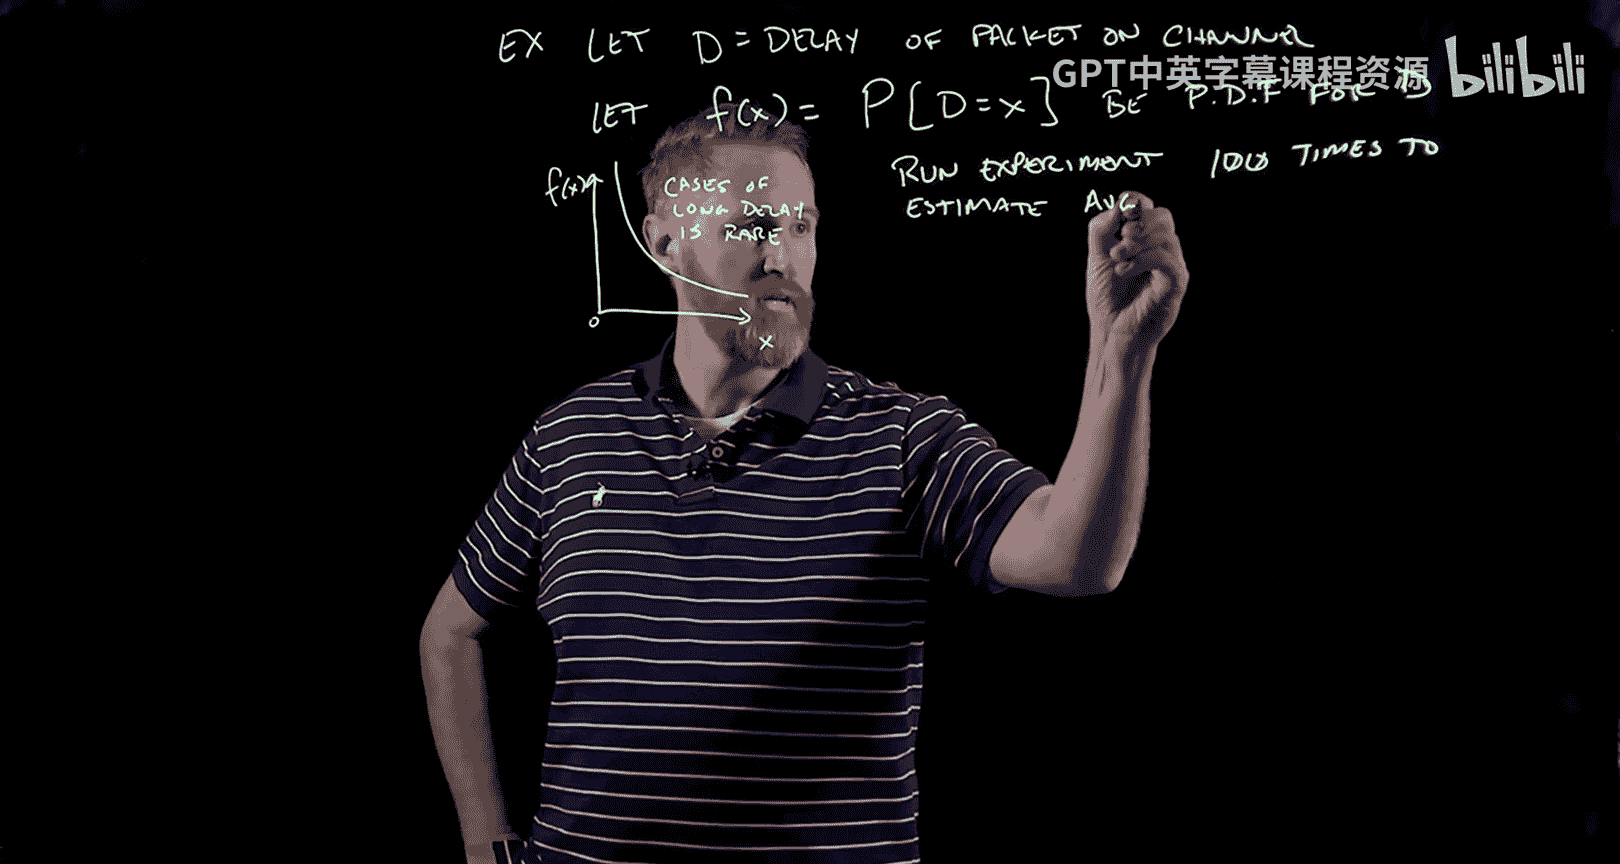 EX LET D = DELAY OF PACKET ON CHANNEL
GPT中英字幕课程资源 bilibili
LET f(x) = P[D=x] BE P.D.F FOR D
RUN EXPERIMENT 100 TIMES TO
ESTIMATE AVG
f(x)
CASES OF
LONG DELAY
IS RARE
0
x